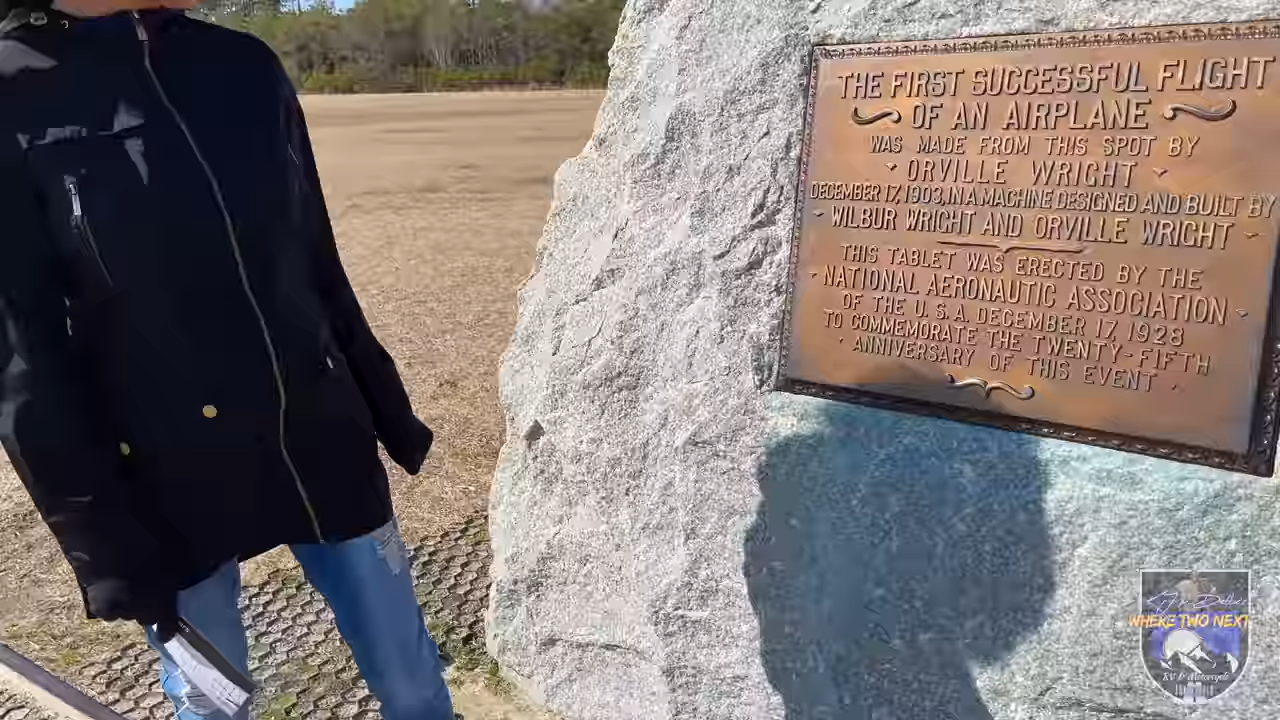 THE FIRST SUCCESSFUL FLIGHT
OF AN AIRPLANE
WAS MADE FROM THIS SPOT BY
ORVILLE WRIGHT
DECEMBER 17, 1903, IN A MACHINE DESIGNED AND BUILT BY
WILBUR WRIGHT AND ORVILLE WRIGHT
THIS TABLET WAS ERECTED BY THE
NATIONAL AERONAUTIC ASSOCIATION
OF THE U. S. A. DECEMBER 17, 1928
TO COMMEMORATE THE TWENTY-FIFTH
ANNIVERSARY OF THIS EVENT
WHERE TWO NEXT
RV & Motorcycle